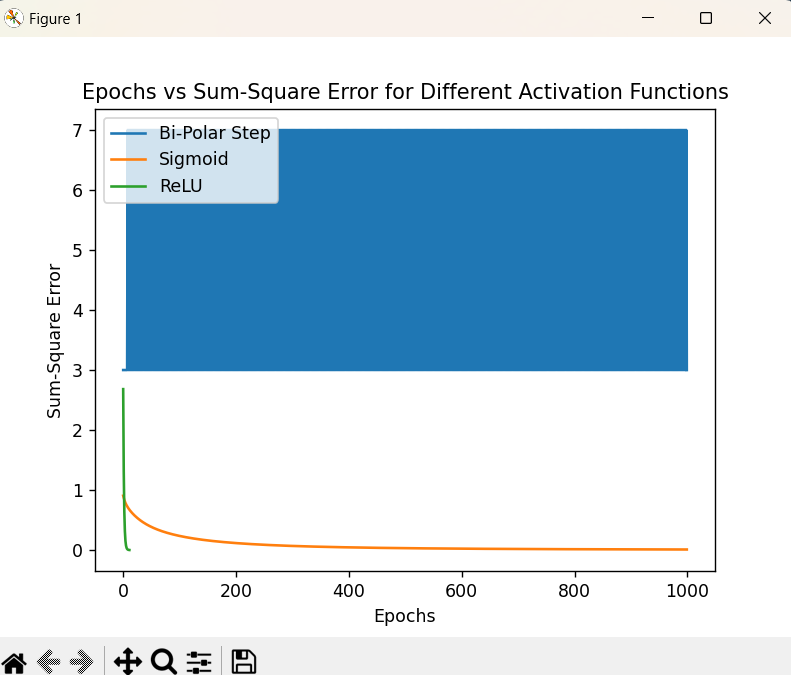 Figure 1
Epochs vs Sum-Square Error for Different Activation Functions
Bi-Polar Step
Sigmoid
ReLU
7
6
5
4
3
2
1
0
Sum-Square Error
0 200 400 600 800 1000
Epochs